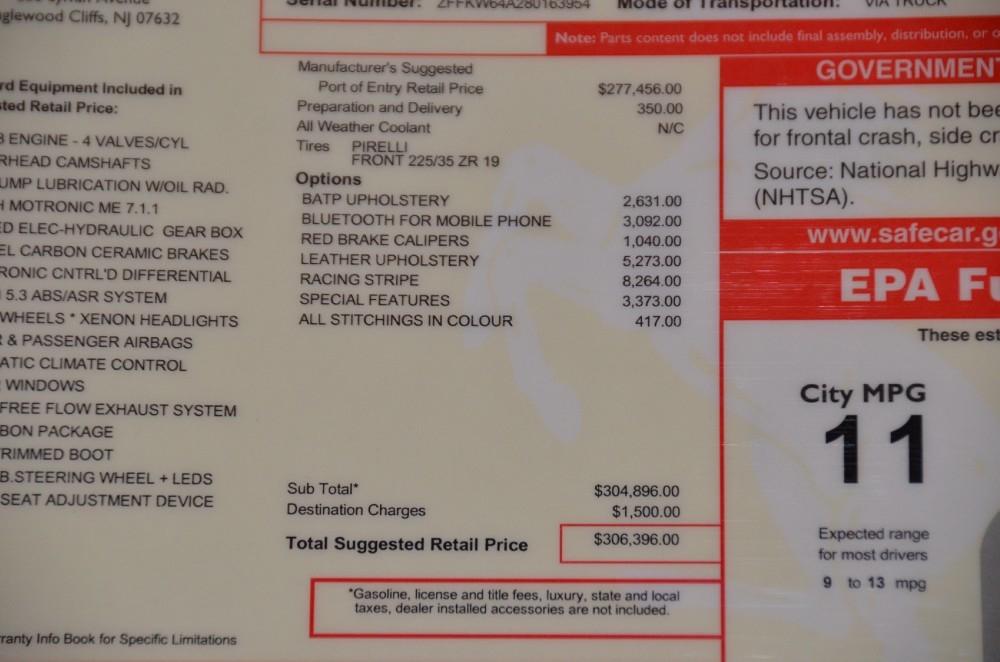 glewood Cliffs, NJ 07632
Serial Number: ZFFKW64A280163954 Mode of Transportation: VIA TRUCK
Note: Parts content does not include final assembly, distribution, or o
rd Equipment Included in
sted Retail Price:
8 ENGINE - 4 VALVES/CYL
RHEAD CAMSHAFTS
UMP LUBRICATION W/OIL RAD.
H MOTRONIC ME 7.1.1
ED ELEC-HYDRAULIC GEAR BOX
EL CARBON CERAMIC BRAKES
RONIC CNTRL'D DIFFERENTIAL
5.3 ABS/ASR SYSTEM
WHEELS * XENON HEADLIGHTS
R & PASSENGER AIRBAGS
ATIC CLIMATE CONTROL
WINDOWS
FREE FLOW EXHAUST SYSTEM
BON PACKAGE
TRIMMED BOOT
B.STEERING WHEEL + LEDS
SEAT ADJUSTMENT DEVICE
rranty Info Book for Specific Limitations
Manufacturer's Suggested
Port of Entry Retail Price $277,456.00
Preparation and Delivery 350.00
All Weather Coolant N/C
Tires PIRELLI
FRONT 225/35 ZR 19
Options
BATP UPHOLSTERY 2,631.00
BLUETOOTH FOR MOBILE PHONE 3,092.00
RED BRAKE CALIPERS 1,040.00
LEATHER UPHOLSTERY 5,273.00
RACING STRIPE 8,264.00
SPECIAL FEATURES 3,373.00
ALL STITCHINGS IN COLOUR 417.00
Sub Total* $304,896.00
Destination Charges $1,500.00
Total Suggested Retail Price $306,396.00
*Gasoline, license and title fees, luxury, state and local
taxes, dealer installed accessories are not included.
GOVERNMENT
This vehicle has not bee
for frontal crash, side cr
Source: National Highw
(NHTSA).
www.safecar.g
EPA Fu
These est
City MPG
11
Expected range
for most drivers
9 to 13 mpg